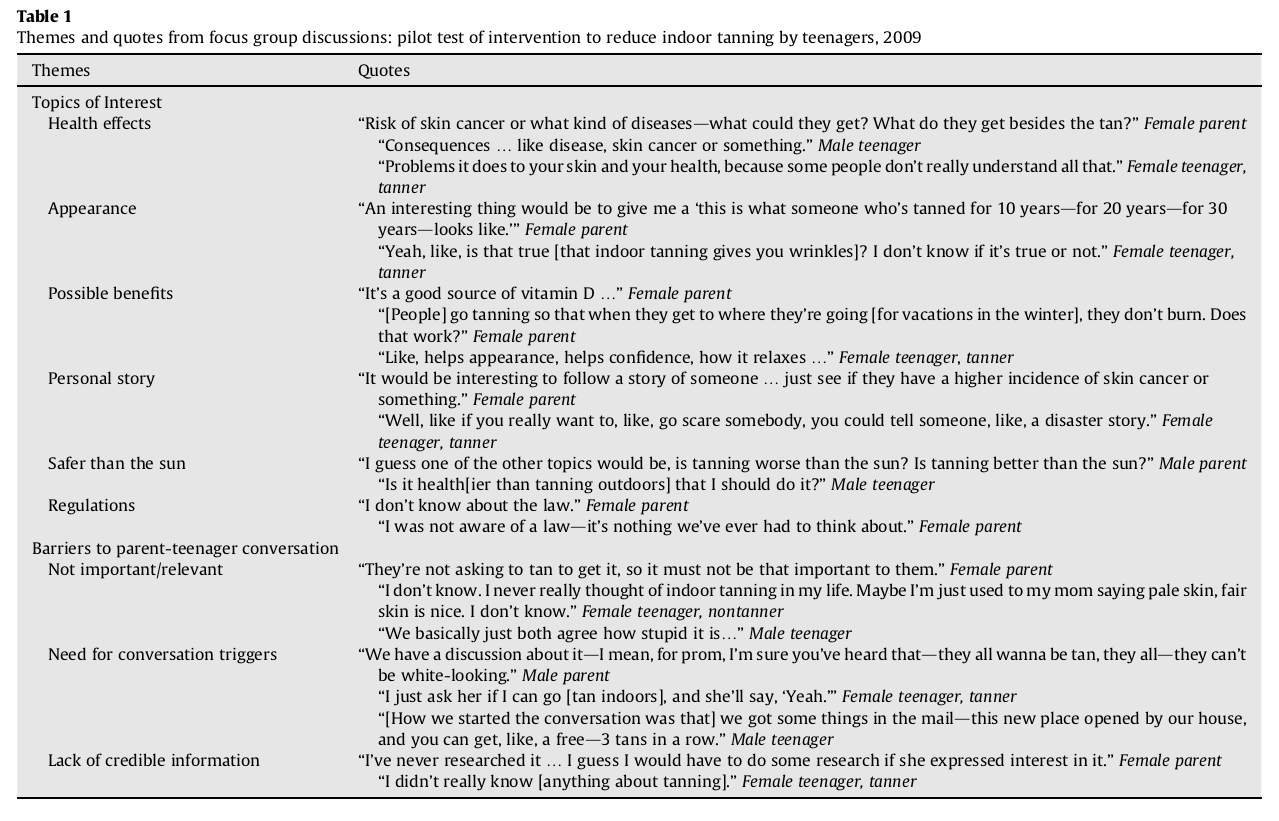 Table 1
Themes and quotes from focus group discussions: pilot test of intervention to reduce indoor tanning by teenagers, 2009
Themes Quotes
Topics of Interest
Health effects “Risk of skin cancer or what kind of diseases—what could they get? What do they get besides the tan?” Female parent
“Consequences … like disease, skin cancer or something.” Male teenager
“Problems it does to your skin and your health, because some people don’t really understand all that.” Female teenager,
tanner
Appearance “An interesting thing would be to give me a ‘this is what someone who’s tanned for 10 years—for 20 years—for 30
years—looks like.’” Female parent
“Yeah, like, is that true [that indoor tanning gives you wrinkles]? I don’t know if it’s true or not.” Female teenager,
tanner
Possible benefits “It’s a good source of vitamin D …” Female parent
“[People] go tanning so that when they get to where they’re going [for vacations in the winter], they don’t burn. Does
that work?” Female parent
“Like, helps appearance, helps confidence, how it relaxes …” Female teenager, tanner
Personal story “It would be interesting to follow a story of someone … just see if they have a higher incidence of skin cancer or
something.” Female parent
“Well, like if you really want to, like, go scare somebody, you could tell someone, like, a disaster story.” Female
teenager, tanner
Safer than the sun “I guess one of the other topics would be, is tanning worse than the sun? Is tanning better than the sun?” Male parent
“Is it health[ier than tanning outdoors] that I should do it?” Male teenager
Regulations “I don’t know about the law.” Female parent
“I was not aware of a law—it’s nothing we’ve ever had to think about.” Female parent
Barriers to parent-teenager conversation
Not important/relevant “They’re not asking to tan to get it, so it must not be that important to them.” Female parent
“I don’t know. I never really thought of indoor tanning in my life. Maybe I’m just used to my mom saying pale skin, fair
skin is nice. I don’t know.” Female teenager, nontanner
“We basically just both agree how stupid it is…” Male teenager
Need for conversation triggers “We have a discussion about it—I mean, for prom, I’m sure you’ve heard that—they all wanna be tan, they all—they can’t
be white-looking.” Male parent
“I just ask her if I can go [tan indoors], and she’ll say, ‘Yeah.’” Female teenager, tanner
“[How we started the conversation was that] we got some things in the mail—this new place opened by our house,
and you can get, like, a free—3 tans in a row.” Male teenager
Lack of credible information “I’ve never researched it … I guess I would have to do some research if she expressed interest in it.” Female parent
“I didn’t really know [anything about tanning].” Female teenager, tanner